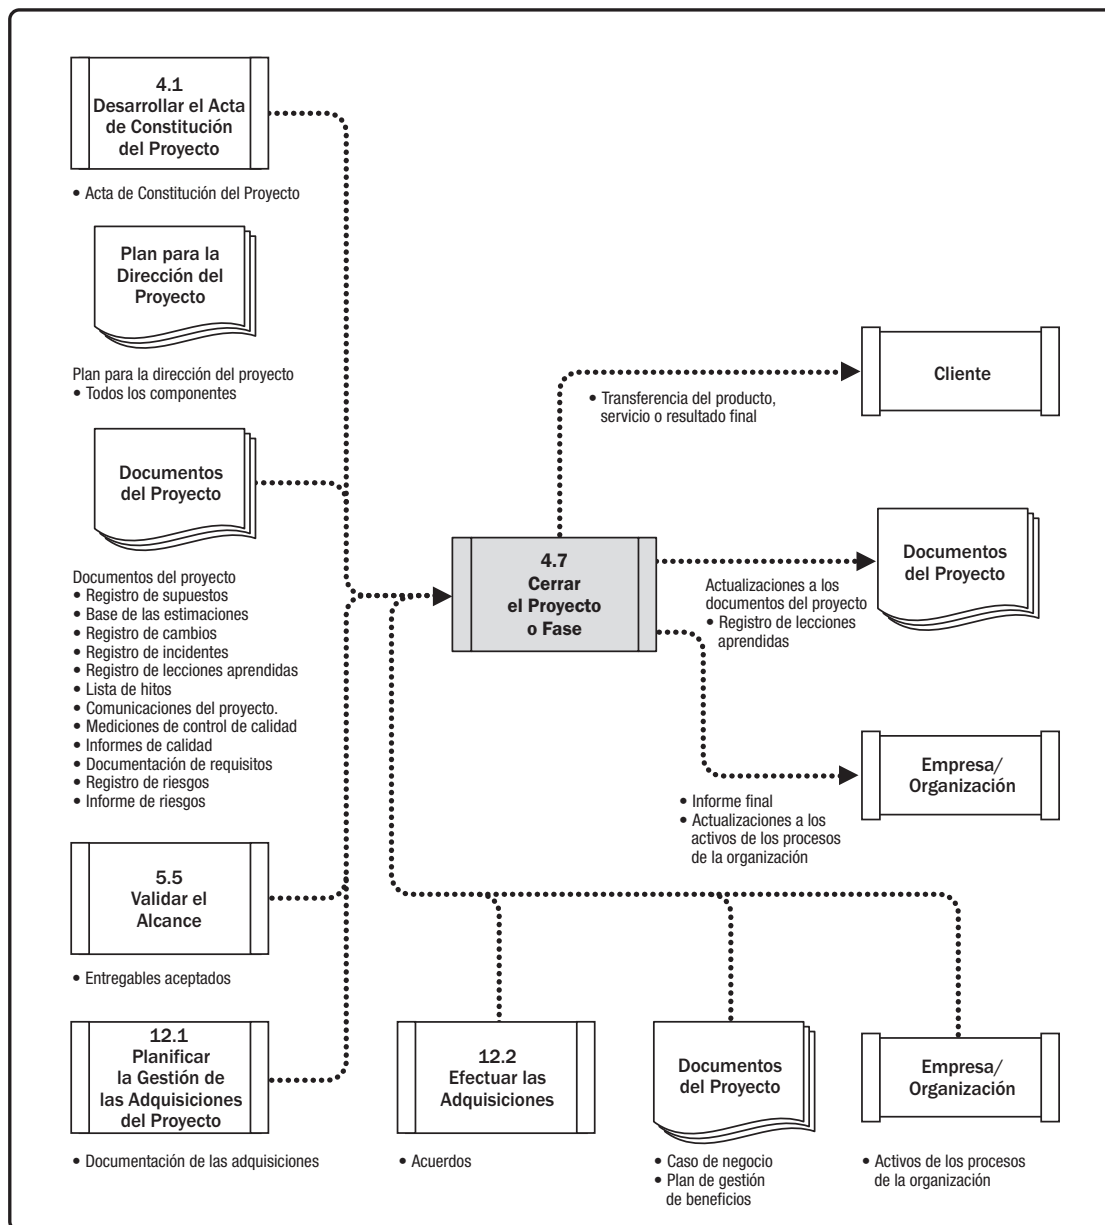 4.1
Desarrollar el Acta
de Constitución
del Proyecto
• Acta de Constitución del Proyecto
Plan para la
Dirección del
Proyecto
Plan para la dirección del proyecto
• Todos los componentes
Documentos
del Proyecto
Documentos del proyecto
• Registro de supuestos
• Base de las estimaciones
• Registro de cambios
• Registro de incidentes
• Registro de lecciones aprendidas
• Lista de hitos
• Comunicaciones del proyecto.
• Mediciones de control de calidad
• Informes de calidad
• Documentación de requisitos
• Registro de riesgos
• Informe de riesgos
5.5
Validar el
Alcance
• Entregables aceptados
12.1
Planificar
la Gestión de
las Adquisiciones
del Proyecto
• Documentación de las adquisiciones
4.7
Cerrar
el Proyecto
o Fase
• Transferencia del producto,
servicio o resultado final
Cliente
Actualizaciones a los
documentos del proyecto
• Registro de lecciones
aprendidas
Documentos
del Proyecto
• Informe final
• Actualizaciones a los
activos de los procesos
de la organización
Empresa/
Organización
12.2
Efectuar las
Adquisiciones
• Acuerdos
Documentos
del Proyecto
• Caso de negocio
• Plan de gestión
de beneficios
Empresa/
Organización
• Activos de los procesos
de la organización